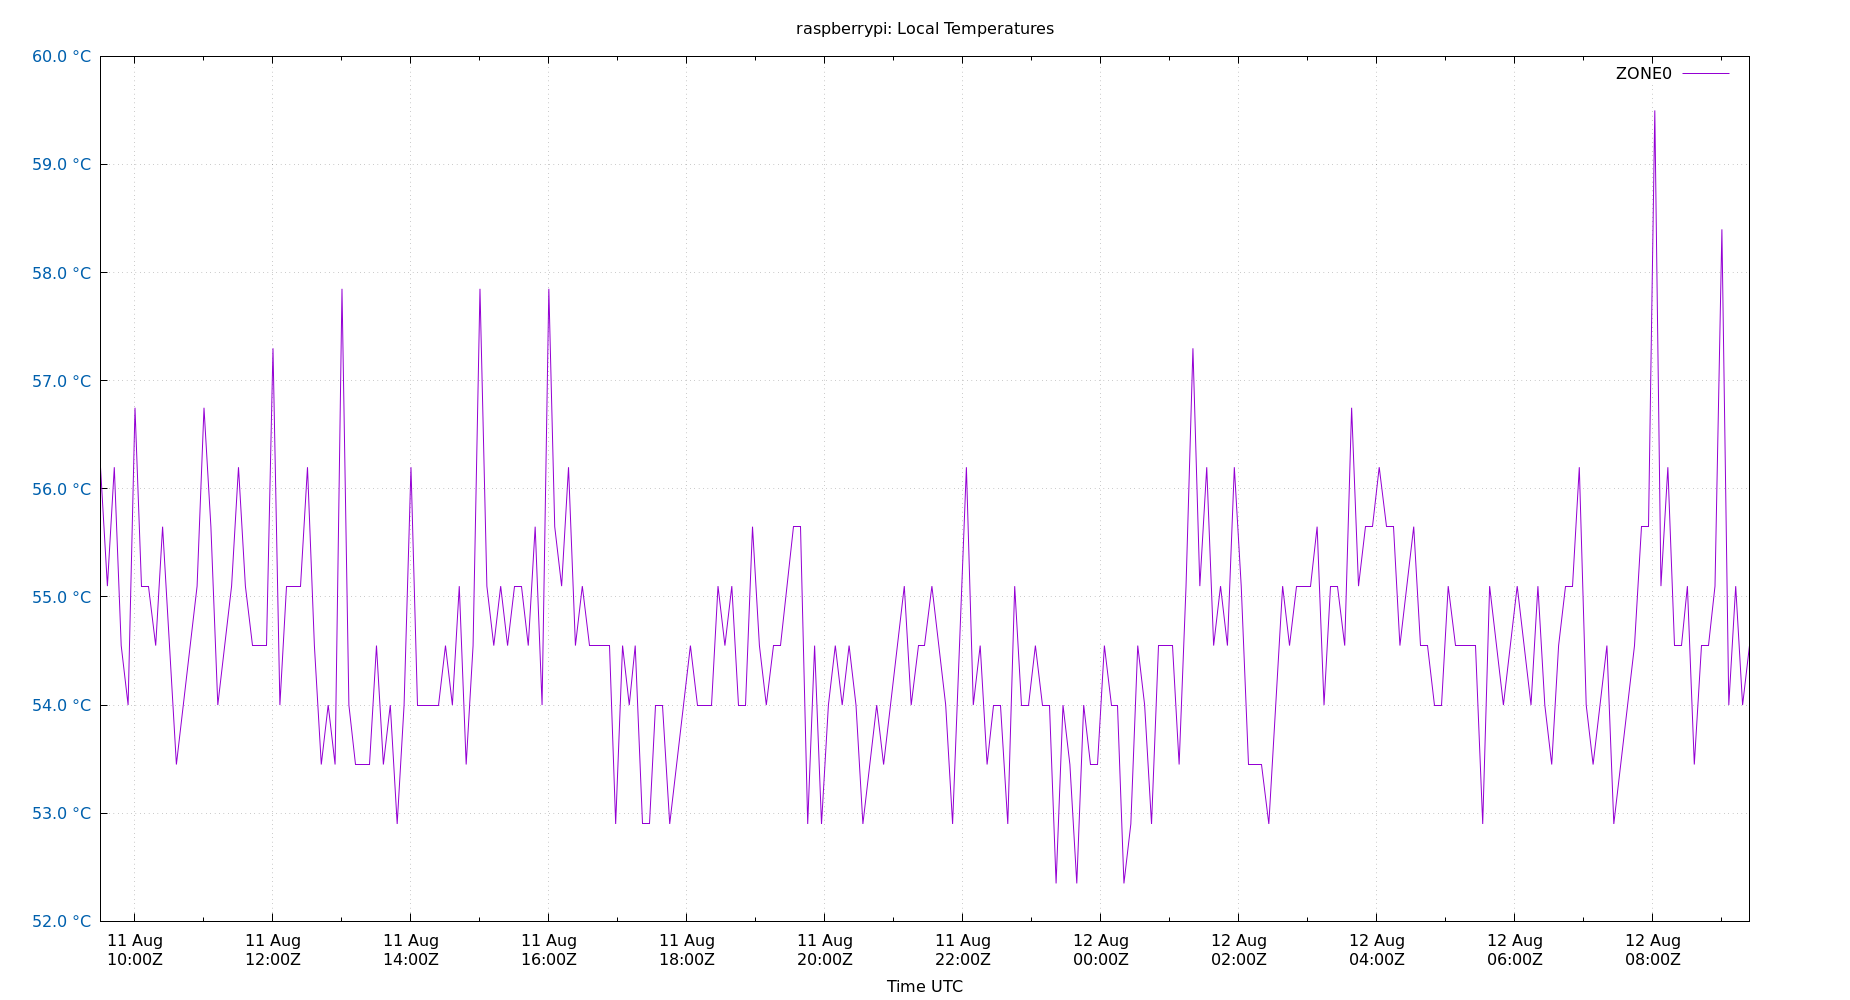 raspberrypi: Local Temperatures
60.0 °C
ZONE0
59.0 °C
58.0 °C
57.0 °C
56.0 °C
55.0 °C
54.0 °C
53.0 °C
52.0 °C
11 Aug 11 Aug 11 Aug 11 Aug 11 Aug 11 Aug 11 Aug 12 Aug 12 Aug 12 Aug 12 Aug 12 Aug
10:00Z 12:00Z 14:00Z 16:00Z 18:00Z 20:00Z 22:00Z 00:00Z 02:00Z 04:00Z 06:00Z 08:00Z
Time UTC